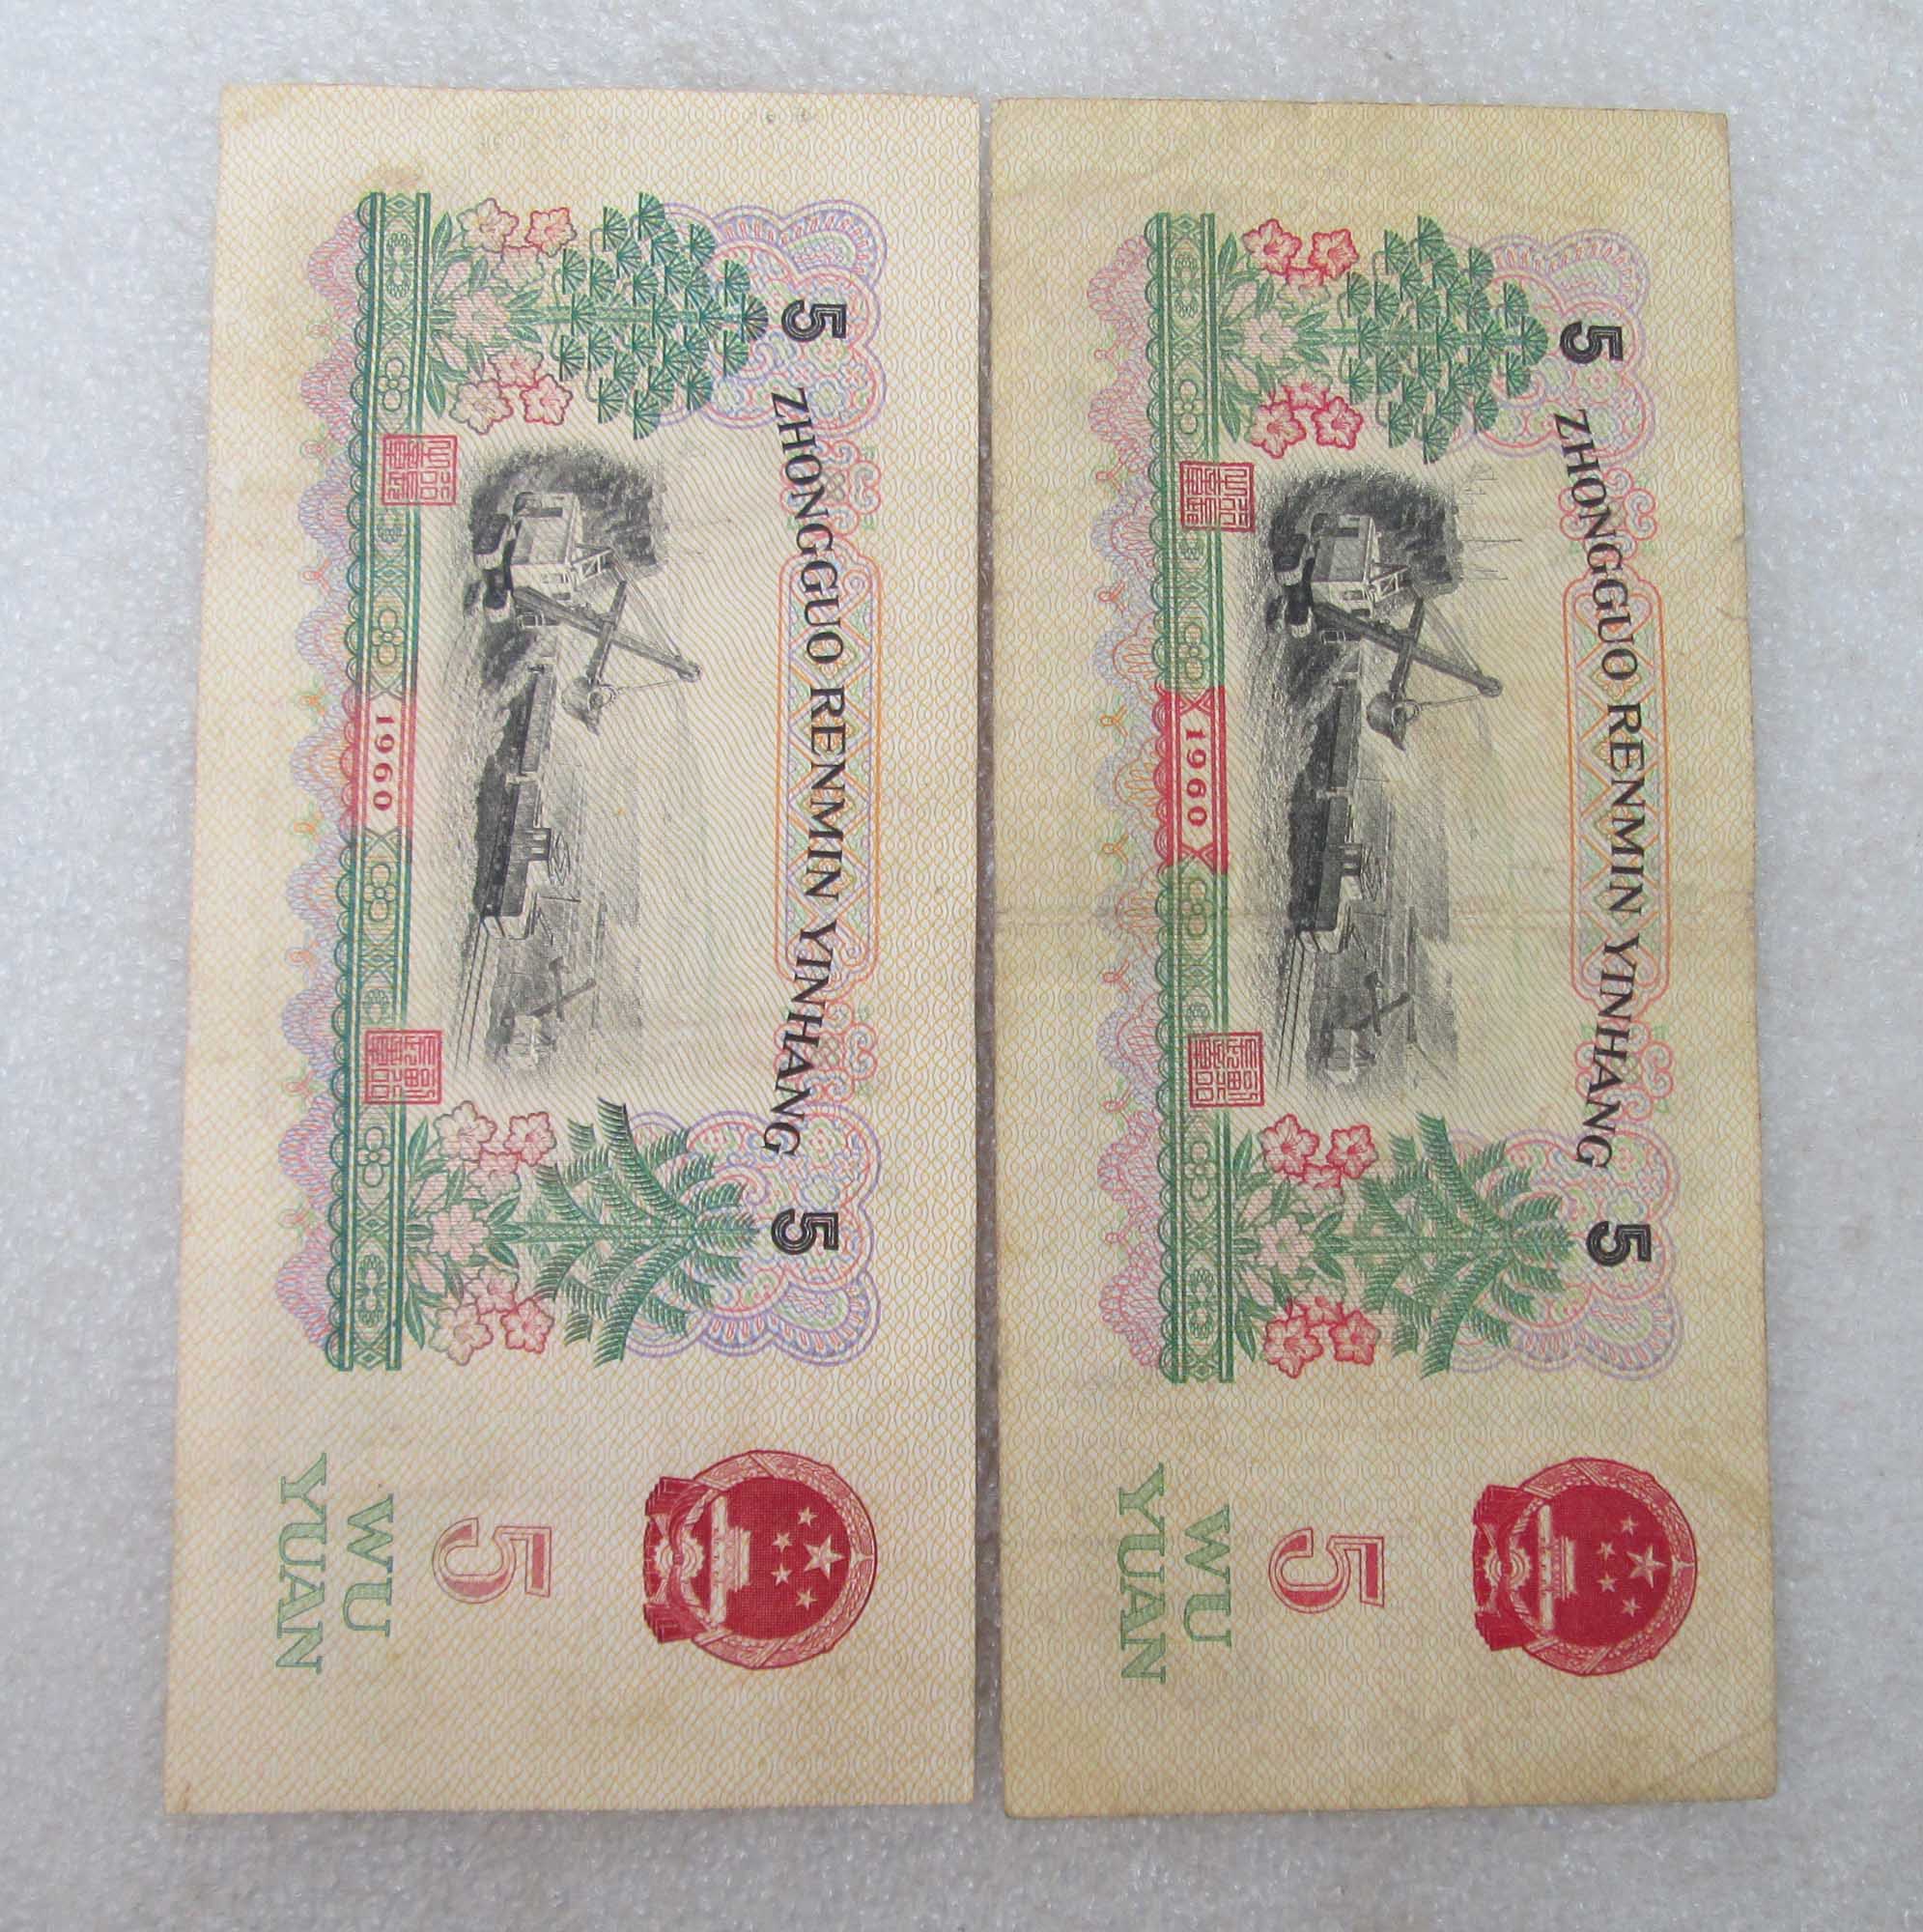 5 ZHONGGUO RENMIN YINHANG 5
1960
5
WU
YUAN
5 ZHONGGUO RENMIN YINHANG 5
1960
5
WU
YUAN